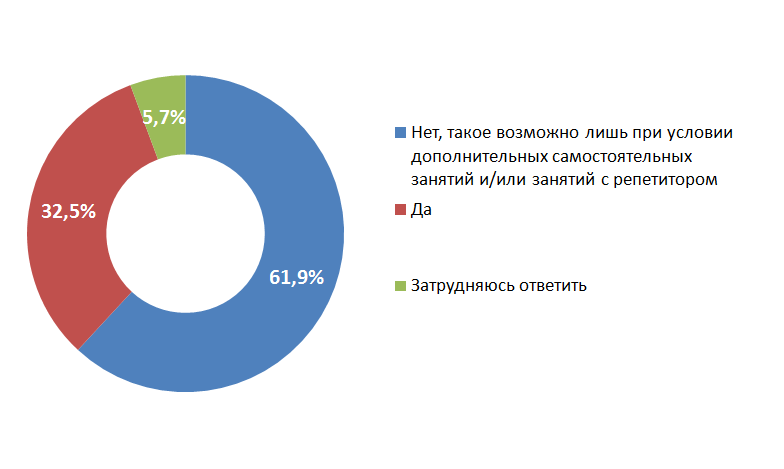 5,7%
32,5%
61,9%
Нет, такое возможно лишь при условии
дополнительных самостоятельных
занятий и/или занятий с репетитором
Да
Затрудняюсь ответить